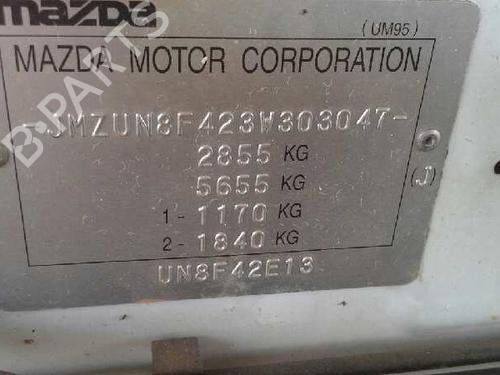 mazda
(UM95)
MAZDA MOTOR CORPORATION
-JMZUN8F423W303047-
2855 KG
5655 KG
(J)
1-1170 KG
2-1840 KG
UN8F42E13
B-PARTS